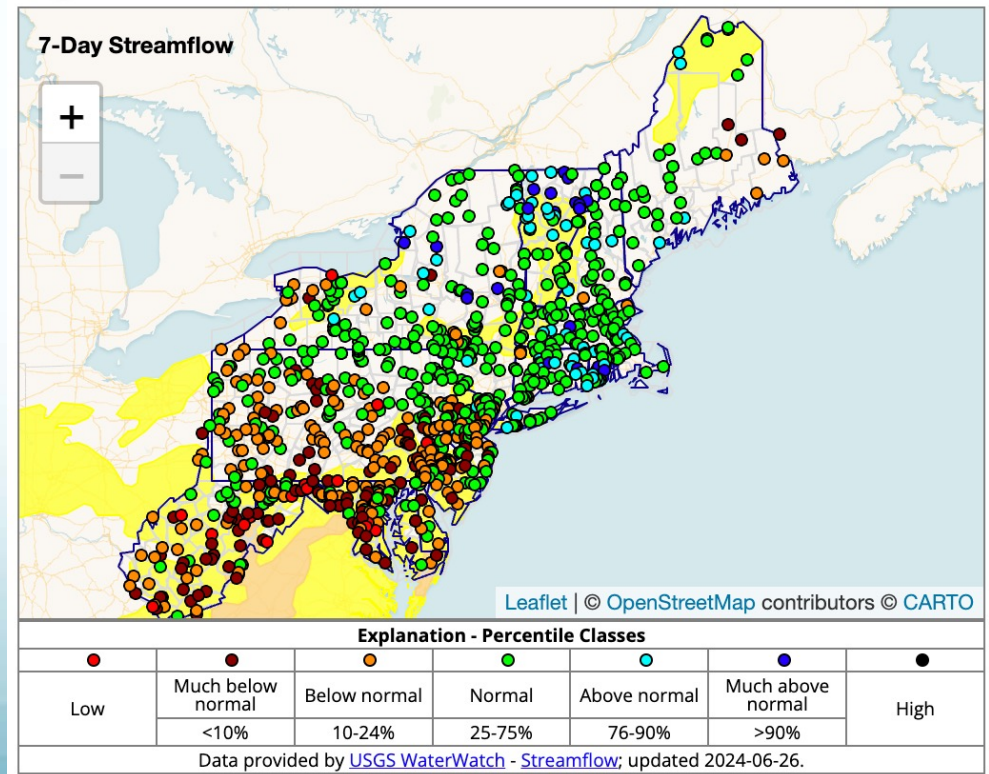 7-Day Streamflow
+
−
Leaflet | © OpenStreetMap contributors © CARTO
Explanation - Percentile Classes
Low
Much below normal
Below normal
Normal
Above normal
Much above normal
High
<10%
10-24%
25-75%
76-90%
>90%
Data provided by USGS WaterWatch - Streamflow; updated 2024-06-26.